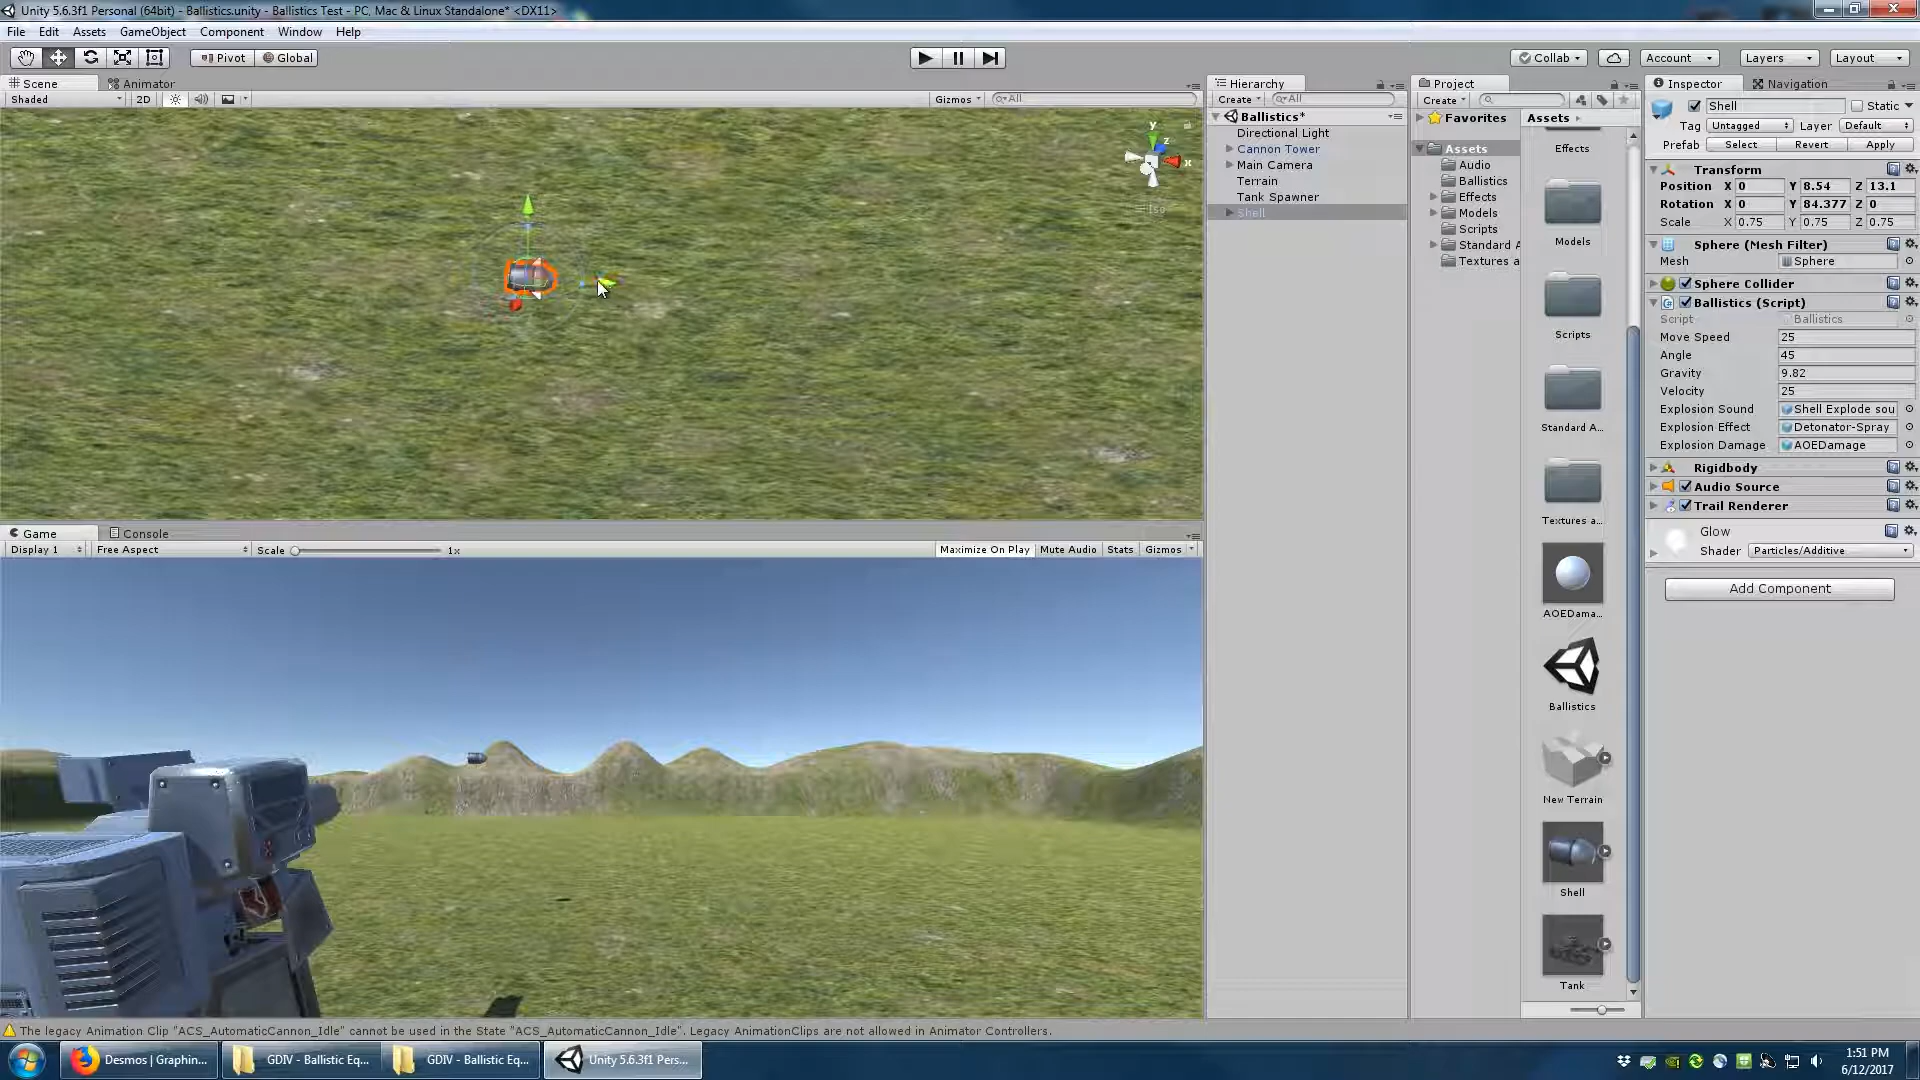 Unity 5.6.3f1 Personal (64bit) - Ballistics.unity - Ballistics Test - PC, Mac & Linux Standalone* <DX11>
File Edit Assets GameObject Component Window Help
Pivot Global Collab Account Layers Layout
Scene Animator
Shaded 2D Gizmos All
y
z
x
Iso
Hierarchy
Create All
Ballistics*
Directional Light
Cannon Tower
Main Camera
Terrain
Tank Spawner
Shell
Project
Create
Favorites
Assets
Audio
Ballistics
Effects
Models
Scripts
Standard A
Textures a
Assets
Effects
Models
Scripts
Standard A...
Textures a...
AOEDama...
Ballistics
New Terrain
Shell
Tank
Inspector Navigation
Shell Static
Tag Untagged Layer Default
Prefab Select Revert Apply
Transform
Position X 0 Y 8.54 Z 13.1
Rotation X 0 Y 84.377 Z 0
Scale X 0.75 Y 0.75 Z 0.75
Sphere (Mesh Filter)
Mesh Sphere
Sphere Collider
Ballistics (Script)
Script Ballistics
Move Speed 25
Angle 45
Gravity 9.82
Velocity 25
Explosion Sound Shell Explode sou
Explosion Effect Detonator-Spray
Explosion Damage AOEDamage
Rigidbody
Audio Source
Trail Renderer
Glow
Shader Particles/Additive
Add Component
Game Console
Display 1 Free Aspect Scale 1x Maximize On Play Mute Audio Stats Gizmos
The legacy Animation Clip "ACS_AutomaticCannon_Idle" cannot be used in the State "ACS_AutomaticCannon_Idle". Legacy AnimationClips are not allowed in Animator Controllers.
Desmos | Graphin... GDIV - Ballistic Eq... GDIV - Ballistic Eq... Unity 5.6.3f1 Pers...
1:51 PM
6/12/2017